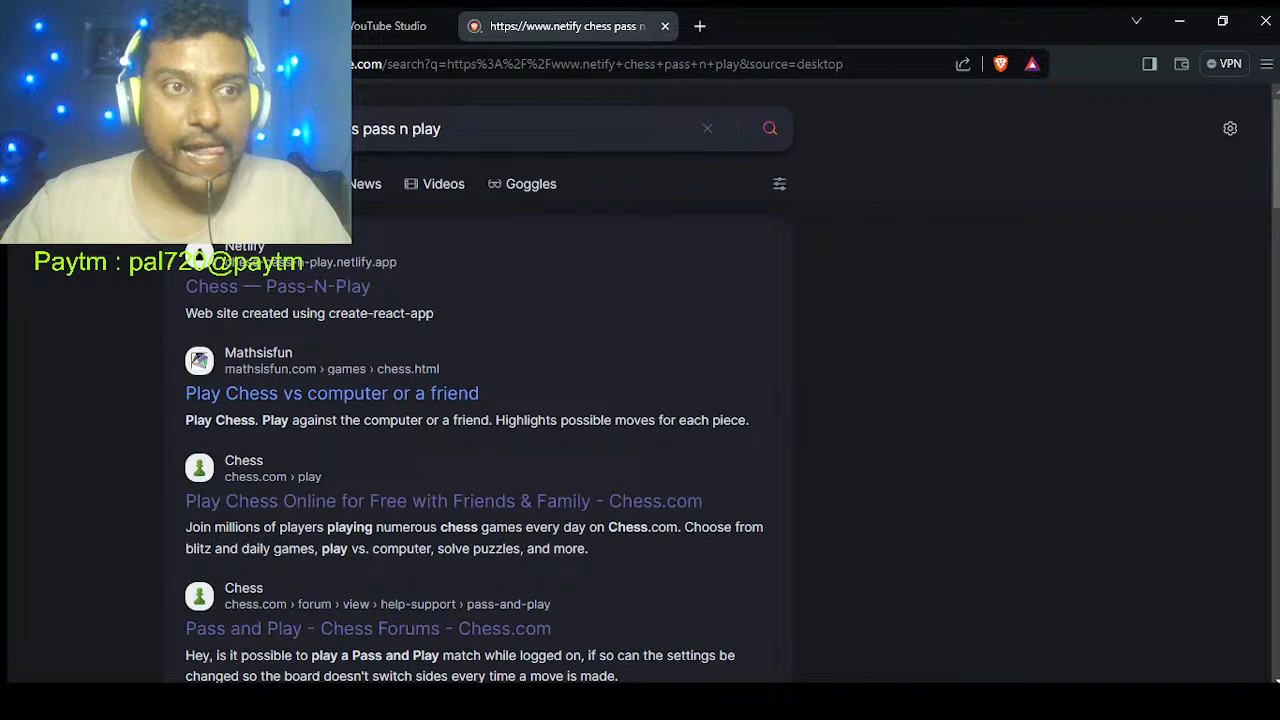 YouTube Studio
https://www.netify chess pass n
e.com/search?q=https%3A%2F%2Fwww.netify+chess+pass+n+play&source=desktop
VPN
s pass n play
News
Videos
Goggles
Netlify
chess-pass-n-play.netlify.app
Paytm : pal720@paytm
Chess — Pass-N-Play
Web site created using create-react-app
Mathsisfun
mathsisfun.com › games › chess.html
Play Chess vs computer or a friend
Play Chess. Play against the computer or a friend. Highlights possible moves for each piece.
Chess
chess.com › play
Play Chess Online for Free with Friends & Family - Chess.com
Join millions of players playing numerous chess games every day on Chess.com. Choose from
blitz and daily games, play vs. computer, solve puzzles, and more.
Chess
chess.com › forum › view › help-support › pass-and-play
Pass and Play - Chess Forums - Chess.com
Hey, is it possible to play a Pass and Play match while logged on, if so can the settings be
changed so the board doesn't switch sides every time a move is made.